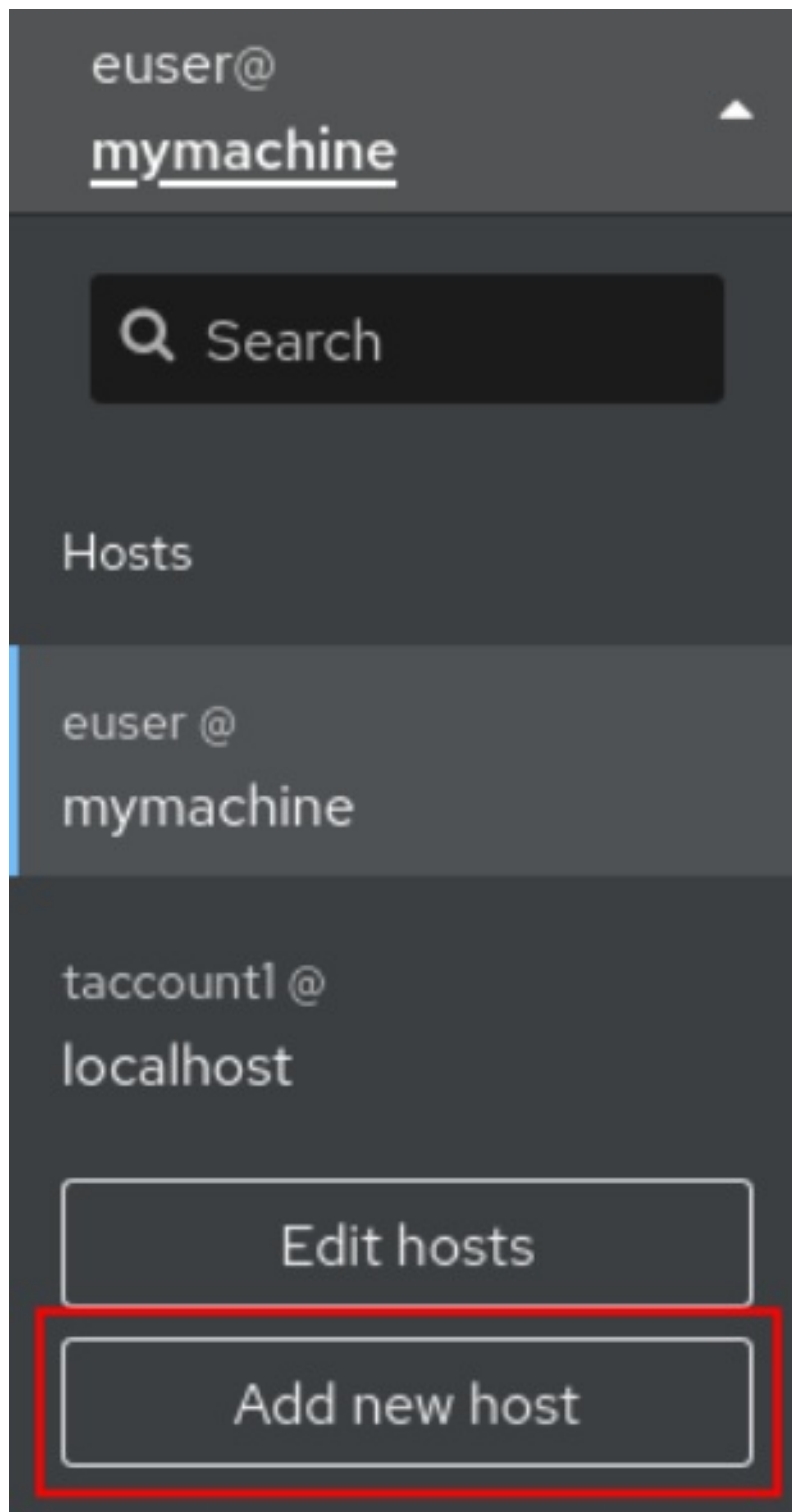 euser@
mymachine
Search
Hosts
euser @
mymachine
taccount1 @
localhost
Edit hosts
Add new host